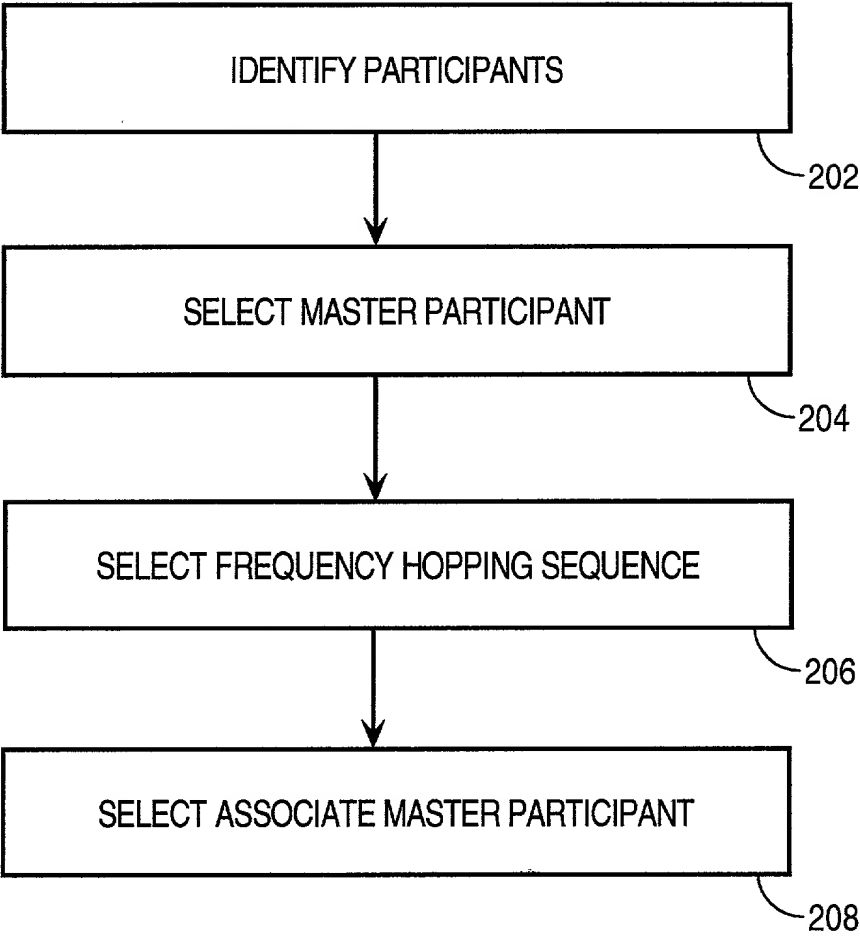 IDENTIFY PARTICIPANTS
202
SELECT MASTER PARTICIPANT
204
SELECT FREQUENCY HOPPING SEQUENCE
206
SELECT ASSOCIATE MASTER PARTICIPANT
208